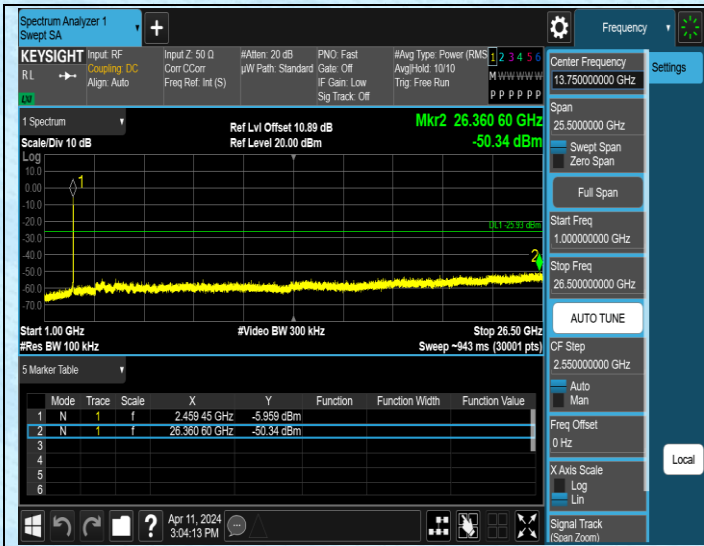 Spectrum Analyzer 1
Swept SA
+
Frequency
KEYSIGHT
RL
LXI
Input: RF
Coupling: DC
Align: Auto
Input Z: 50 Ω
Corr CCorr
Freq Ref: Int (S)
#Atten: 20 dB
µW Path: Standard
PNO: Fast
Gate: Off
IF Gain: Low
Sig Track: Off
#Avg Type: Power (RMS
Avg|Hold: 10/10
Trig: Free Run
1 2 3 4 5 6
M W W W W W
P P P P P P
Settings
1 Spectrum
Scale/Div 10 dB
Ref Lvl Offset 10.89 dB
Ref Level 20.00 dBm
Mkr2 26.360 60 GHz
-50.34 dBm
Log
10.0
0.00
-10.0
-20.0
-30.0
-40.0
-50.0
-60.0
-70.0
1
DL1 -25.93 dBm
2
Start 1.00 GHz
#Res BW 100 kHz
#Video BW 300 kHz
Stop 26.50 GHz
Sweep ~943 ms (30001 pts)
5 Marker Table
Mode Trace Scale X Y Function Function Width Function Value
1 N 1 f 2.459 45 GHz -5.959 dBm
2 N 1 f 26.360 60 GHz -50.34 dBm
3
4
5
6
Apr 11, 2024
3:04:13 PM
?
Center Frequency
13.750000000 GHz
Span
25.5000000 GHz
Swept Span
Zero Span
Full Span
Start Freq
1.000000000 GHz
Stop Freq
26.500000000 GHz
AUTO TUNE
CF Step
2.550000000 GHz
Auto
Man
Freq Offset
0 Hz
X Axis Scale
Log
Lin
Signal Track
(Span Zoom)
Local